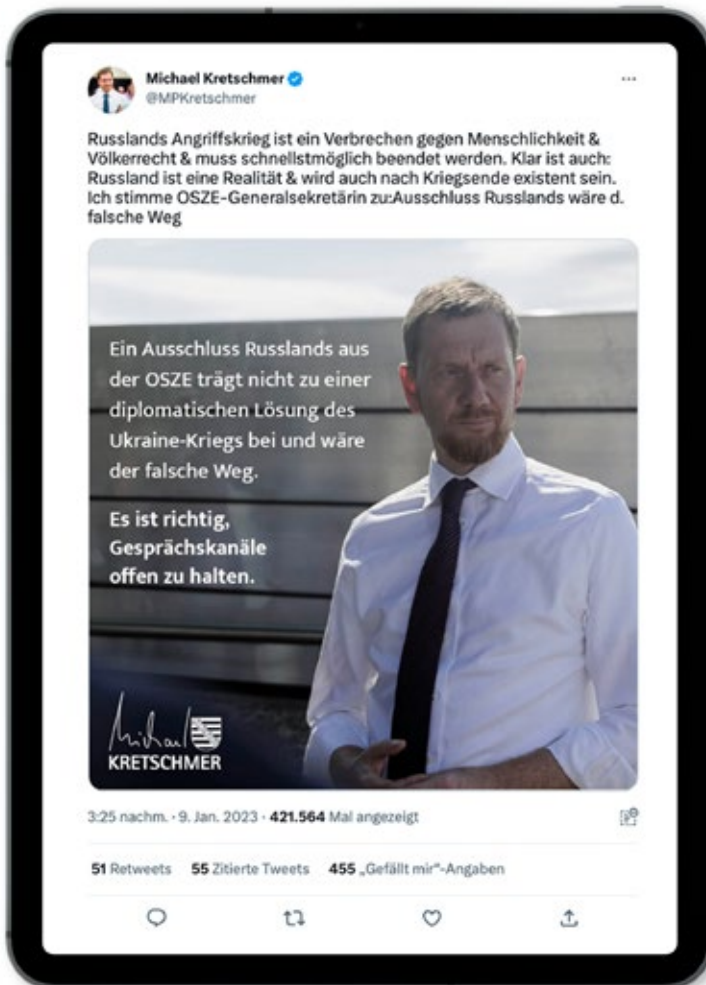 Michael Kretschmer
@MPKretschmer
Russlands Angriffskrieg ist ein Verbrechen gegen Menschlichkeit &
Völkerrecht & muss schnellstmöglich beendet werden. Klar ist auch:
Russland ist eine Realität & wird auch nach Kriegsende existent sein.
Ich stimme OSZE-Generalsekretärin zu:Ausschluss Russlands wäre d.
falsche Weg
Ein Ausschluss Russlands aus
der OSZE trägt nicht zu einer
diplomatischen Lösung des
Ukraine-Kriegs bei und wäre
der falsche Weg.
Es ist richtig,
Gesprächskanäle
offen zu halten.
Michael
KRETSCHMER
3:25 nachm. · 9. Jan. 2023 · 421.564 Mal angezeigt
51 Retweets 55 Zitierte Tweets 455 „Gefällt mir"-Angaben